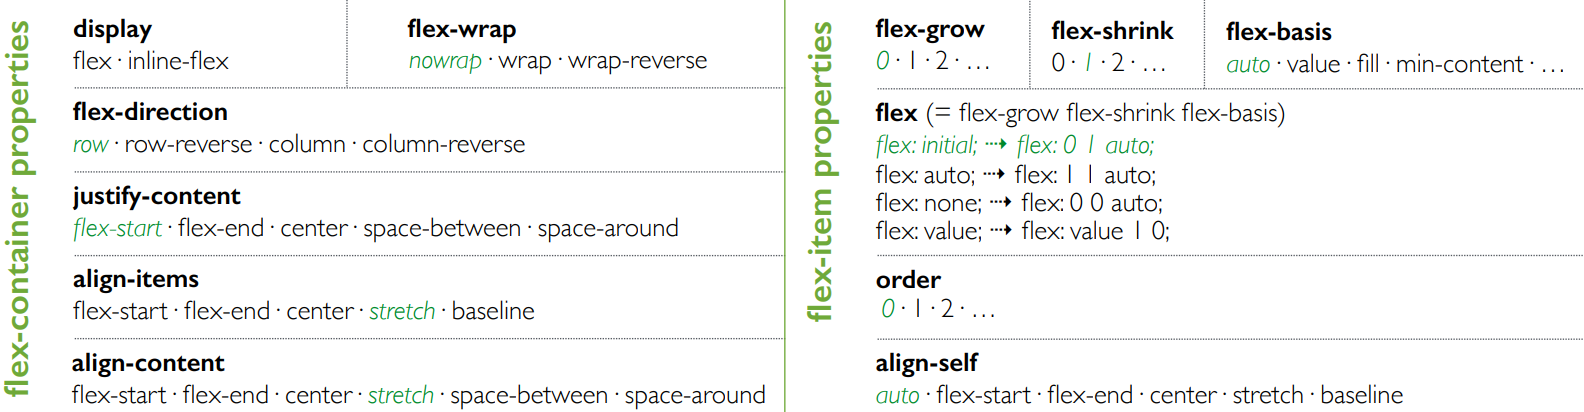 flex-container properties
display
flex · inline-flex
flex-wrap
nowrap · wrap · wrap-reverse
flex-direction
row · row-reverse · column · column-reverse
justify-content
flex-start · flex-end · center · space-between · space-around
align-items
flex-start · flex-end · center · stretch · baseline
align-content
flex-start · flex-end · center · stretch · space-between · space-around
flex-item properties
flex-grow
0 · 1 · 2 · …
flex-shrink
0 · 1 · 2 · …
flex-basis
auto · value · fill · min-content · …
flex (= flex-grow flex-shrink flex-basis)
flex: initial; ⇢ flex: 0 1 auto;
flex: auto; ⇢ flex: 1 1 auto;
flex: none; ⇢ flex: 0 0 auto;
flex: value; ⇢ flex: value 1 0;
order
0 · 1 · 2 · …
align-self
auto · flex-start · flex-end · center · stretch · baseline